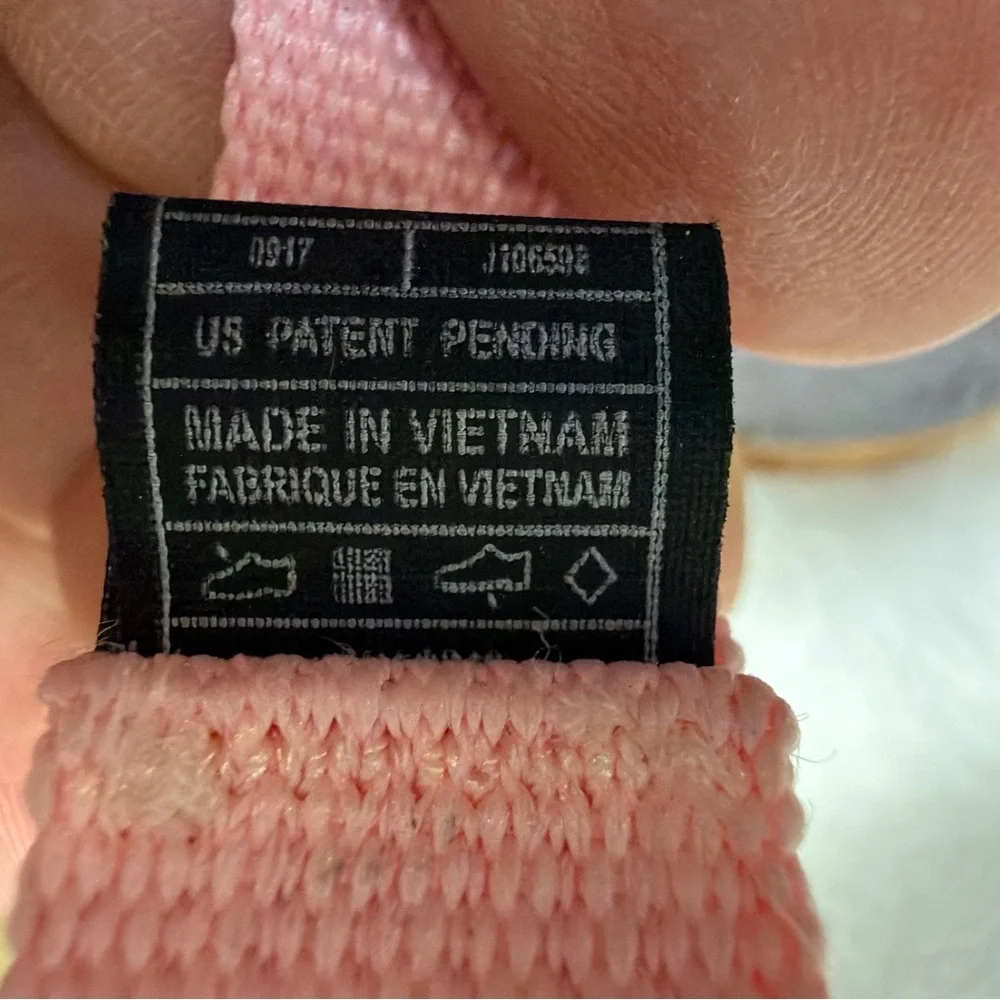 0917 J106598
US PATENT PENDING
MADE IN VIETNAM
FABRIQUE EN VIETNAM